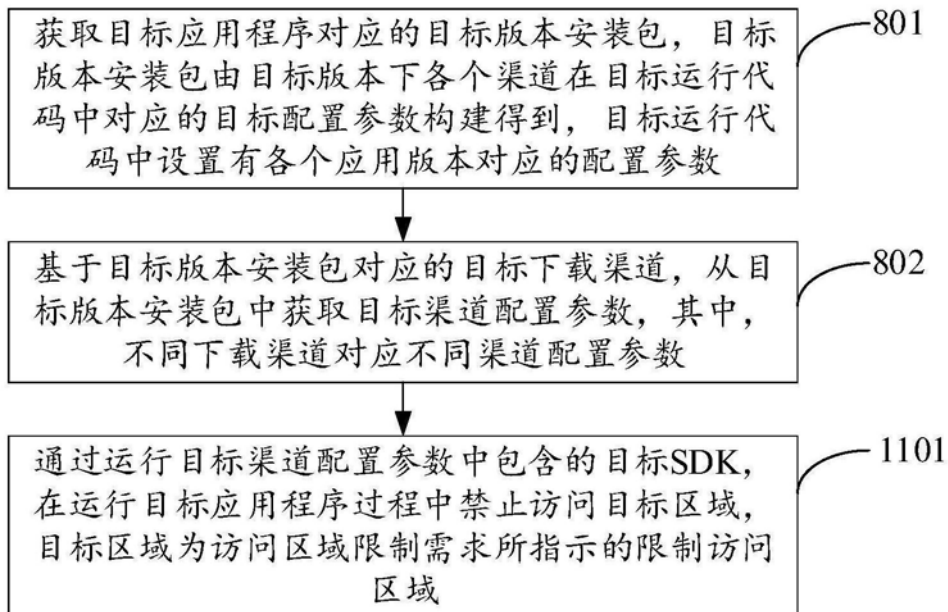 获取目标应用程序对应的目标版本安装包，目标
版本安装包由目标版本下各个渠道在目标运行代
码中对应的目标配置参数构建得到，目标运行代
码中设置有各个应用版本对应的配置参数
801
基于目标版本安装包对应的目标下载渠道，从目
标版本安装包中获取目标渠道配置参数，其中，
不同下载渠道对应不同渠道配置参数
802
通过运行目标渠道配置参数中包含的目标SDK，
在运行目标应用程序过程中禁止访问目标区域，
目标区域为访问区域限制需求所指示的限制访问
区域
1101